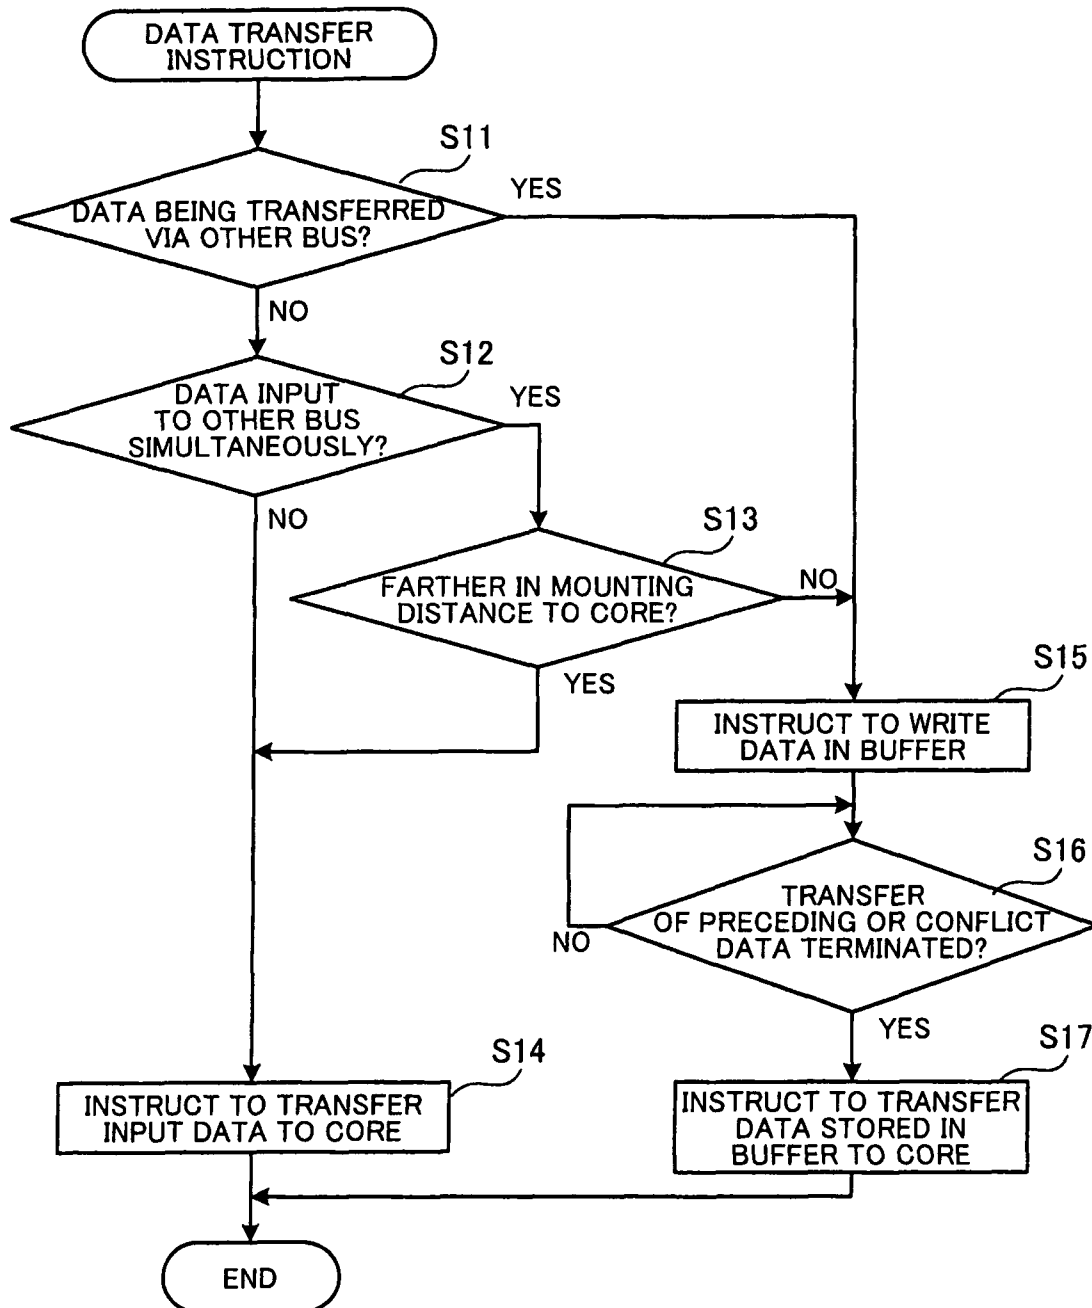 DATA TRANSFER
INSTRUCTION
S11
YES
DATA BEING TRANSFERRED
VIA OTHER BUS?
NO
S12
YES
DATA INPUT
TO OTHER BUS
SIMULTANEOUSLY?
NO
S13
NO
FARTHER IN MOUNTING
DISTANCE TO CORE?
YES
S15
INSTRUCT TO WRITE
DATA IN BUFFER
S16
TRANSFER
OF PRECEDING OR CONFLICT
DATA TERMINATED?
NO
YES
S14
INSTRUCT TO TRANSFER
INPUT DATA TO CORE
S17
INSTRUCT TO TRANSFER
DATA STORED IN
BUFFER TO CORE
END